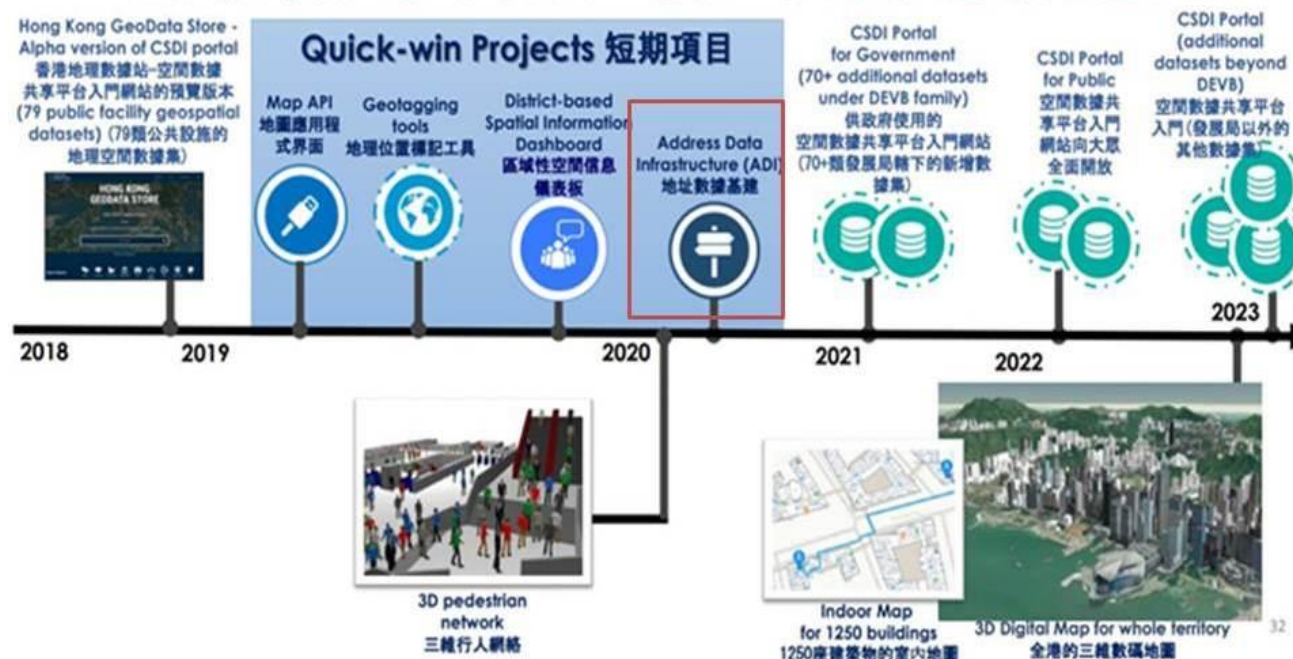 Hong Kong GeoData Store -
Alpha version of CSDI portal
香港地理數據站-空間數據
共享平台入門網站的預覽版本
(79 public facility geospatial
datasets) (79類公共設施的
地理空間數據集)
HONG KONG
GEODATA STORE
Quick-win Projects 短期項目
Map API
地圖應用程
式界面
Geotagging
tools
地理位置標記工具
District-based
Spatial Information
Dashboard
區域性空間信息
儀表板
Address Data
Infrastructure (ADI)
地址數據基建
CSDI Portal
for Government
(70+ additional datasets
under DEVB family)
供政府使用的
空間數據共享平台入門網站
(70+類發展局轄下的新增數
據集)
CSDI Portal
for Public
空間數據共
享平台入門
網站向大眾
全面開放
CSDI Portal
(additional
datasets beyond
DEVB)
空間數據共享平台
入門(發展局以外的
其他數據集)
2018
2019
2020
2021
2022
2023
3D pedestrian
network
三維行人網絡
Indoor Map
for 1250 buildings
1250座建築物的室內地圖
3D Digital Map for whole territory
全港的三維數碼地圖
32